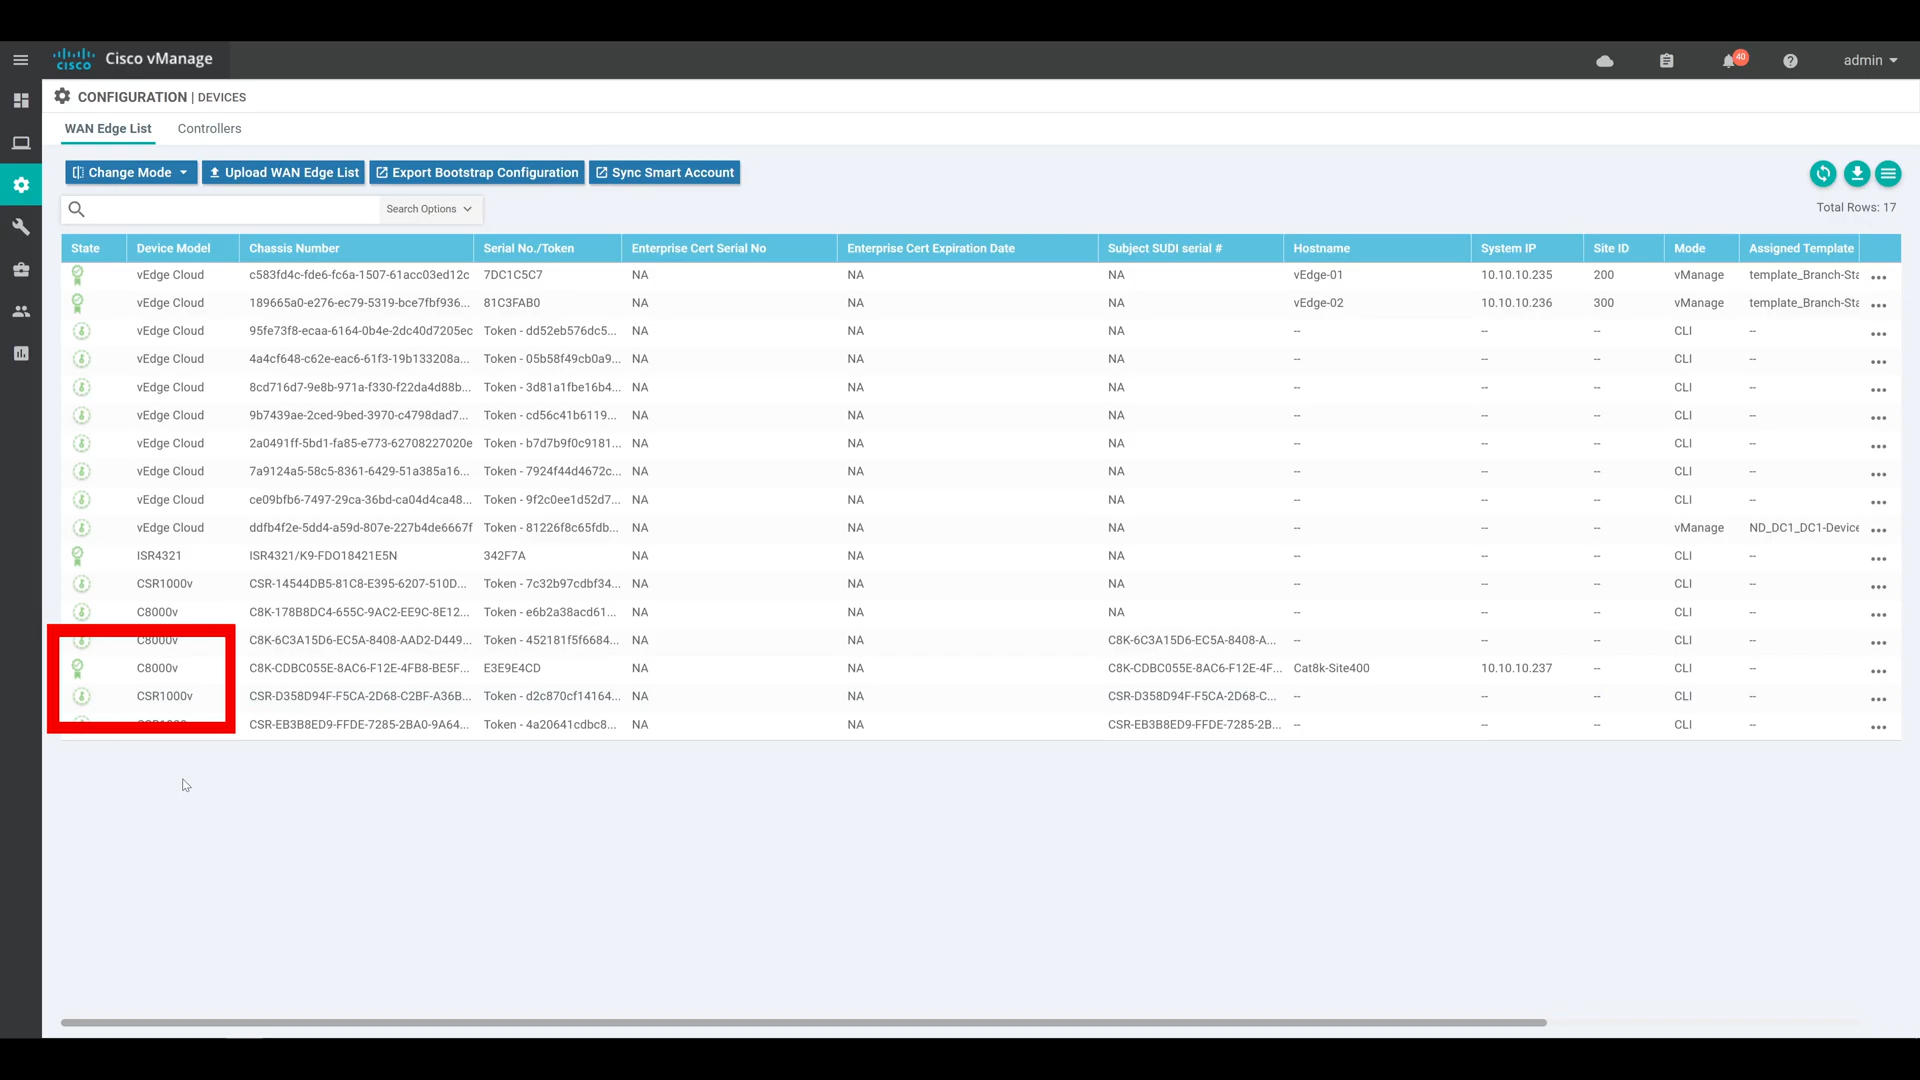 cisco Cisco vManage 40 admin
CONFIGURATION | DEVICES
WAN Edge List Controllers
Change Mode Upload WAN Edge List Export Bootstrap Configuration Sync Smart Account
Search Options
Total Rows: 17
State Device Model Chassis Number Serial No./Token Enterprise Cert Serial No Enterprise Cert Expiration Date Subject SUDI serial # Hostname System IP Site ID Mode Assigned Template
vEdge Cloud c583fd4c-fde6-fc6a-1507-61acc03ed12c 7DC1C5C7 NA NA NA vEdge-01 10.10.10.235 200 vManage template_Branch-Sta ...
vEdge Cloud 189665a0-e276-ec79-5319-bce7fbf936... 81C3FAB0 NA NA NA vEdge-02 10.10.10.236 300 vManage template_Branch-Sta ...
vEdge Cloud 95fe73f8-ecaa-6164-0b4e-2dc40d7205ec Token - dd52eb576dc5... NA NA NA -- -- -- CLI -- ...
vEdge Cloud 4a4cf648-c62e-eac6-61f3-19b133208a... Token - 05b58f49cb0a9... NA NA NA -- -- -- CLI -- ...
vEdge Cloud 8cd716d7-9e8b-971a-f330-f22da4d88b... Token - 3d81a1fbe16b4... NA NA NA -- -- -- CLI -- ...
vEdge Cloud 9b7439ae-2ced-9bed-3970-c4798dad7... Token - cd56c41b6119... NA NA NA -- -- -- CLI -- ...
vEdge Cloud 2a0491ff-5bd1-fa85-e773-62708227020e Token - b7d7b9f0c9181... NA NA NA -- -- -- CLI -- ...
vEdge Cloud 7a9124a5-58c5-8361-6429-51a385a16... Token - 7924f44d4672c... NA NA NA -- -- -- CLI -- ...
vEdge Cloud ce09bfb6-7497-29ca-36bd-ca04d4ca48... Token - 9f2c0ee1d52d7... NA NA NA -- -- -- CLI -- ...
vEdge Cloud ddfb4f2e-5dd4-a59d-807e-227b4de6667f Token - 81226f8c65fdb... NA NA NA -- -- -- vManage ND_DC1_DC1-Device ...
ISR4321 ISR4321/K9-FDO18421E5N 342F7A NA NA NA -- -- -- CLI -- ...
CSR1000v CSR-14544DB5-81C8-E395-6207-510D... Token - 7c32b97cdbf34... NA NA NA -- -- -- CLI -- ...
C8000v C8K-178B8DC4-655C-9AC2-EE9C-8E12... Token - e6b2a38acd61... NA NA NA -- -- -- CLI -- ...
C8000v C8K-6C3A15D6-EC5A-8408-AAD2-D449... Token - 452181f5f6684... NA NA C8K-6C3A15D6-EC5A-8408-A... -- -- -- CLI -- ...
C8000v C8K-CDBC055E-8AC6-F12E-4FB8-BE5F... E3E9E4CD NA NA C8K-CDBC055E-8AC6-F12E-4F... Cat8k-Site400 10.10.10.237 -- CLI -- ...
CSR1000v CSR-D358D94F-F5CA-2D68-C2BF-A36B... Token - d2c870cf14164... NA NA CSR-D358D94F-F5CA-2D68-C... -- -- -- CLI -- ...
CSR-EB3B8ED9-FFDE-7285-2BA0-9A64... Token - 4a20641cdbc8... NA NA CSR-EB3B8ED9-FFDE-7285-2B... -- -- -- CLI -- ...